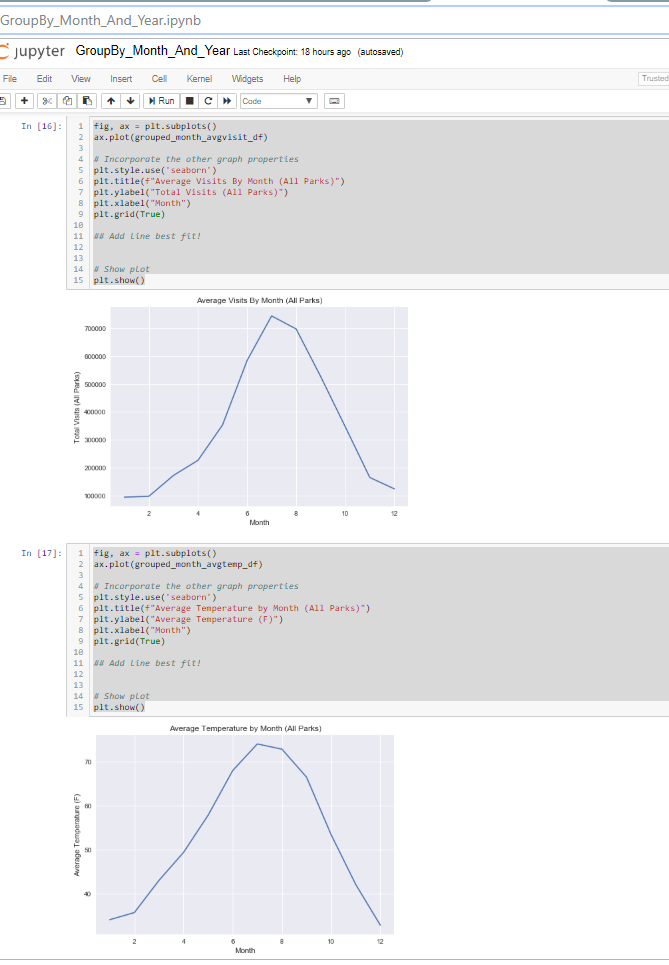 GroupBy_Month_And_Year.ipynb
jupyter GroupBy_Month_And_Year Last Checkpoint: 18 hours ago (autosaved)
File Edit View Insert Cell Kernel Widgets Help Trusted
Run Code
In [16]:
1 fig, ax = plt.subplots()
2 ax.plot(grouped_month_avgvisit_df)
3
4 # Incorporate the other graph properties
5 plt.style.use('seaborn')
6 plt.title(f"Average Visits By Month (All Parks)")
7 plt.ylabel("Total Visits (All Parks)")
8 plt.xlabel("Month")
9 plt.grid(True)
10
11 ## Add line best fit!
12
13
14 # Show plot
15 plt.show()
Average Visits By Month (All Parks)
700000
600000
500000
400000
300000
200000
100000
Total Visits (All Parks)
2 4 6 8 10 12
Month
In [17]:
1 fig, ax = plt.subplots()
2 ax.plot(grouped_month_avgtemp_df)
3
4 # Incorporate the other graph properties
5 plt.style.use('seaborn')
6 plt.title(f"Average Temperature by Month (All Parks)")
7 plt.ylabel("Average Temperature (F)")
8 plt.xlabel("Month")
9 plt.grid(True)
10
11 ## Add line best fit!
12
13
14 # Show plot
15 plt.show()
Average Temperature by Month (All Parks)
70
60
50
40
Average Temperature (F)
2 4 6 8 10 12
Month